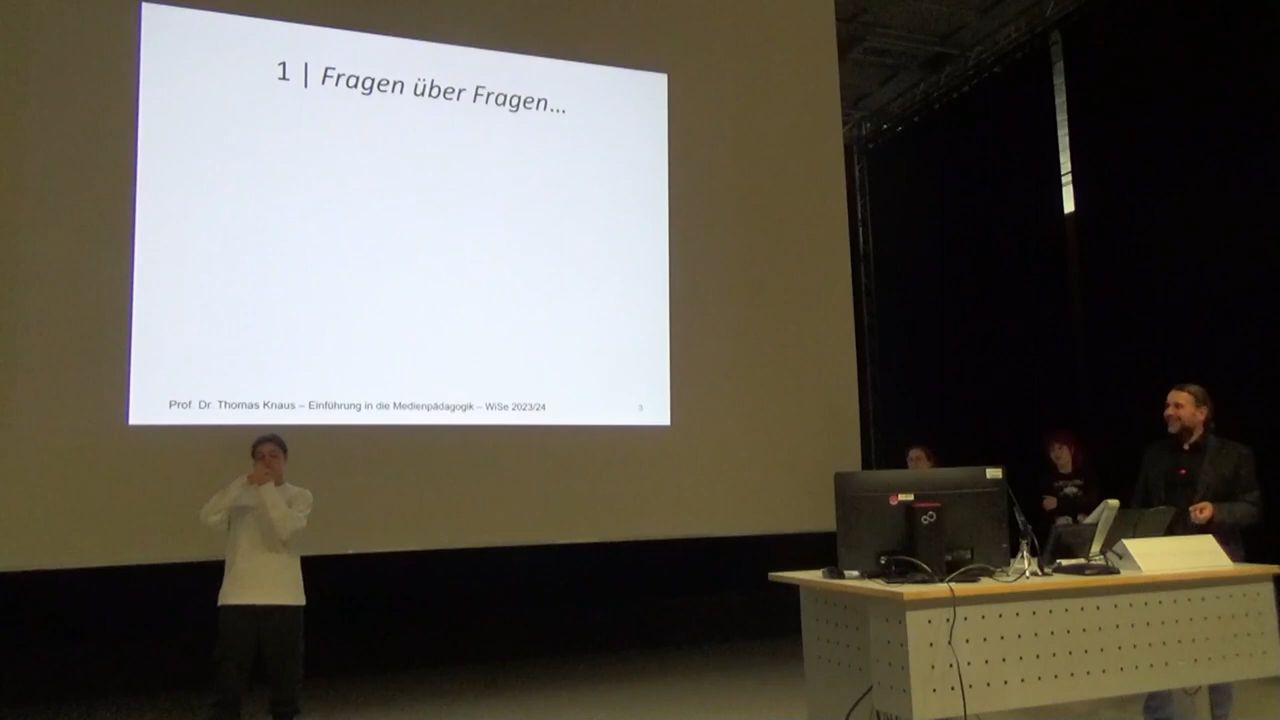 1 | Fragen über Fragen...
Prof. Dr. Thomas Knaus – Einführung in die Medienpädagogik – WiSe 2023/24
3